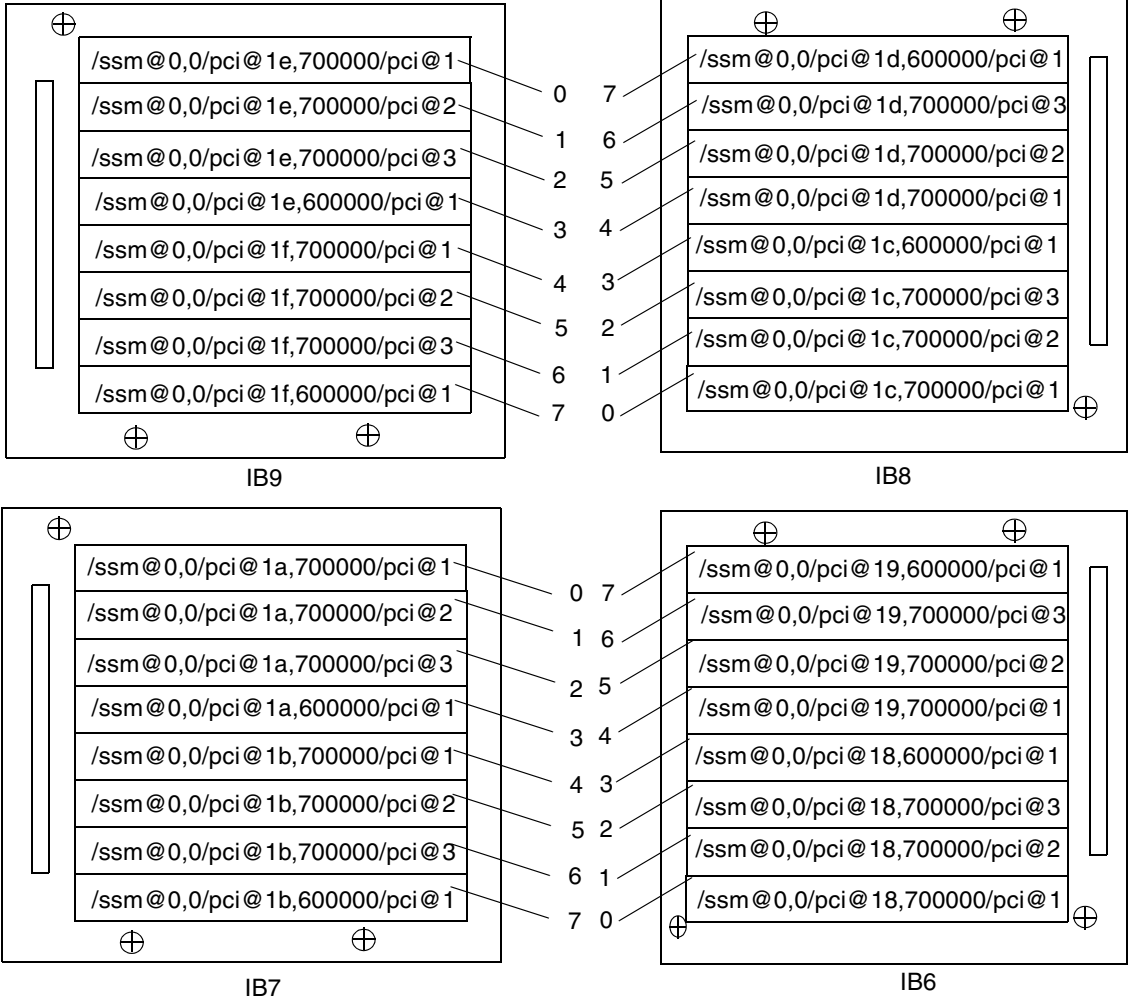 /ssm@0,0/pci@1e,700000/pci@1
/ssm@0,0/pci@1e,700000/pci@2
/ssm@0,0/pci@1e,700000/pci@3
/ssm@0,0/pci@1e,600000/pci@1
/ssm@0,0/pci@1f,700000/pci@1
/ssm@0,0/pci@1f,700000/pci@2
/ssm@0,0/pci@1f,700000/pci@3
/ssm@0,0/pci@1f,600000/pci@1
0
1
2
3
4
5
6
7
IB9
7
6
5
4
3
2
1
0
/ssm@0,0/pci@1d,600000/pci@1
/ssm@0,0/pci@1d,700000/pci@3
/ssm@0,0/pci@1d,700000/pci@2
/ssm@0,0/pci@1d,700000/pci@1
/ssm@0,0/pci@1c,600000/pci@1
/ssm@0,0/pci@1c,700000/pci@3
/ssm@0,0/pci@1c,700000/pci@2
/ssm@0,0/pci@1c,700000/pci@1
IB8
/ssm@0,0/pci@1a,700000/pci@1
/ssm@0,0/pci@1a,700000/pci@2
/ssm@0,0/pci@1a,700000/pci@3
/ssm@0,0/pci@1a,600000/pci@1
/ssm@0,0/pci@1b,700000/pci@1
/ssm@0,0/pci@1b,700000/pci@2
/ssm@0,0/pci@1b,700000/pci@3
/ssm@0,0/pci@1b,600000/pci@1
0
1
2
3
4
5
6
7
IB7
7
6
5
4
3
2
1
0
/ssm@0,0/pci@19,600000/pci@1
/ssm@0,0/pci@19,700000/pci@3
/ssm@0,0/pci@19,700000/pci@2
/ssm@0,0/pci@19,700000/pci@1
/ssm@0,0/pci@18,600000/pci@1
/ssm@0,0/pci@18,700000/pci@3
/ssm@0,0/pci@18,700000/pci@2
/ssm@0,0/pci@18,700000/pci@1
IB6